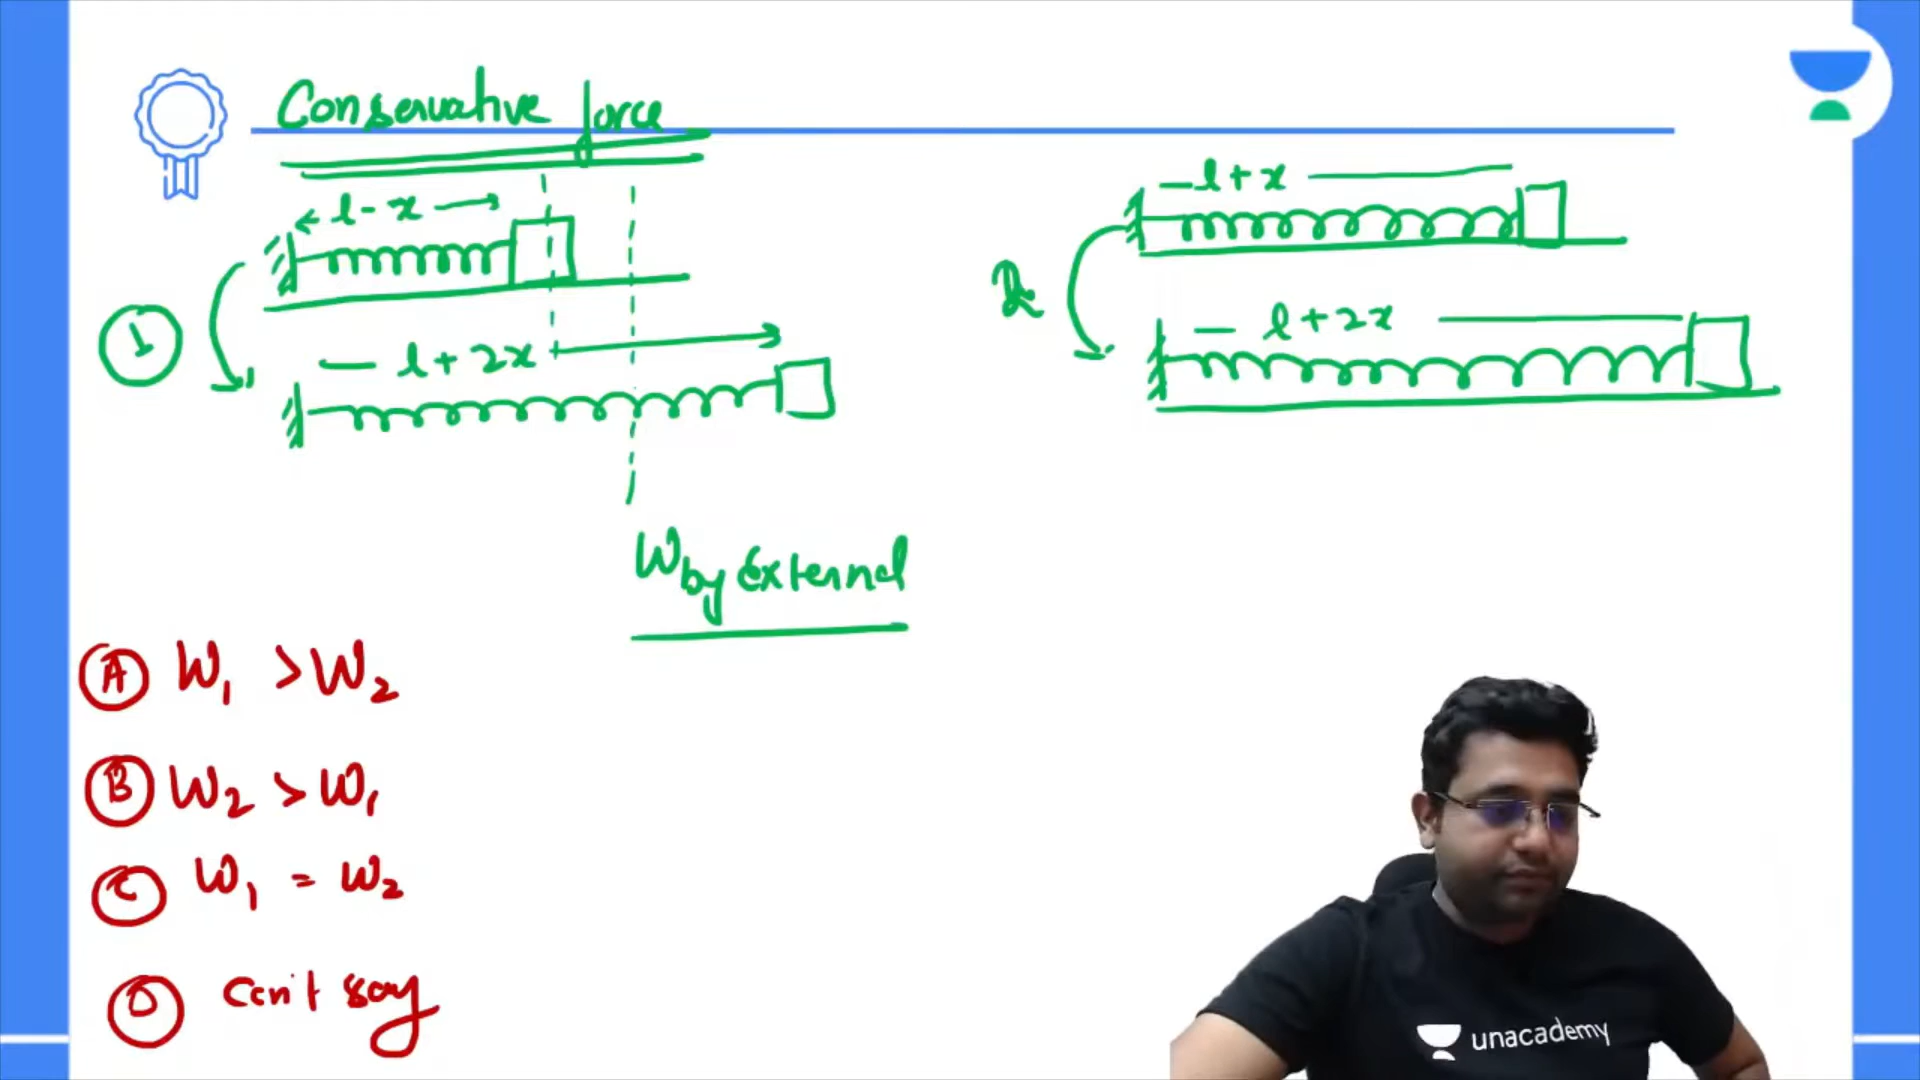 Conservative force
l - x
l + 2x
1
l + x
2
l + 2x
W by external
A W₁ > W₂
B W₂ > W₁
C W₁ = W₂
D can't say
unacademy